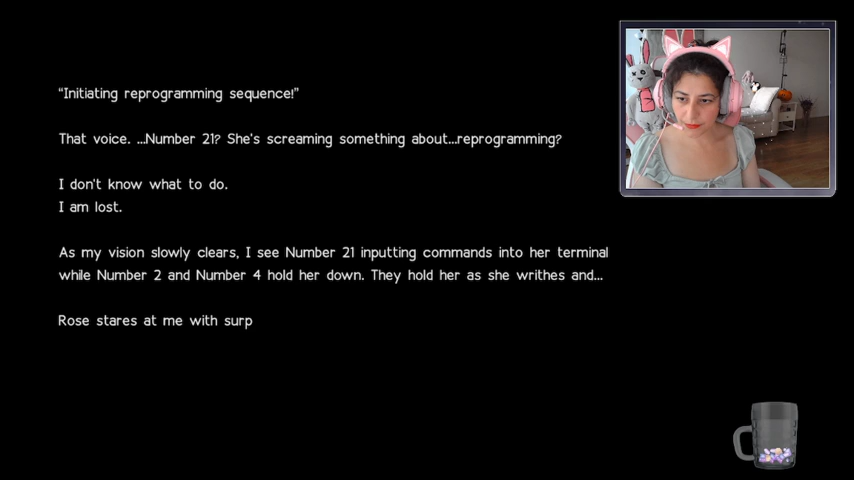 “Initiating reprogramming sequence!”
That voice. ...Number 21? She's screaming something about...reprogramming?
I don't know what to do.
I am lost.
As my vision slowly clears, I see Number 21 inputting commands into her terminal
while Number 2 and Number 4 hold her down. They hold her as she writhes and...
Rose stares at me with surp